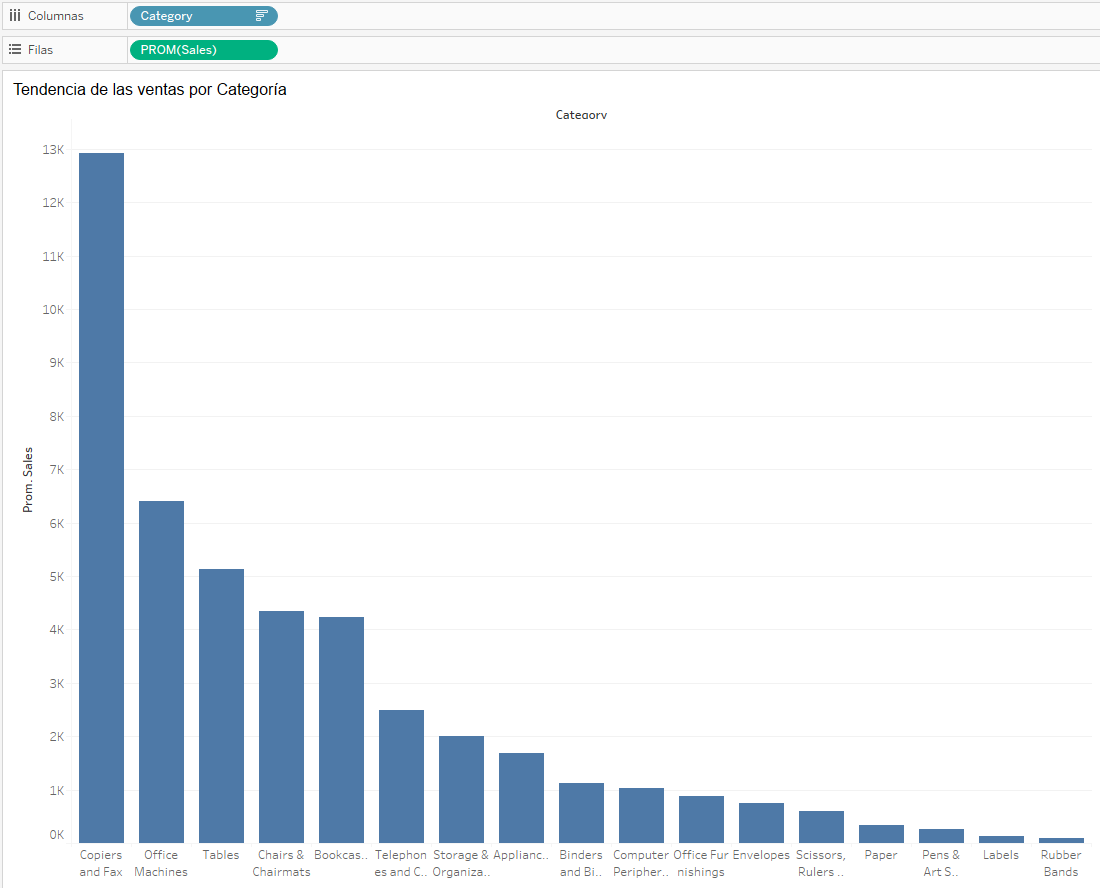 Columnas
Category
Filas
PROM(Sales)
Tendencia de las ventas por Categoría
Category
Prom. Sales
13K
12K
11K
10K
9K
8K
7K
6K
5K
4K
3K
2K
1K
0K
Copiers and Fax
Office Machines
Tables
Chairs & Chairmats
Bookcas..
Telephon es and C..
Storage & Organiza..
Applianc..
Binders and Bi..
Computer Peripher..
Office Fur nishings
Envelopes
Scissors, Rulers ..
Paper
Pens & Art S..
Labels
Rubber Bands